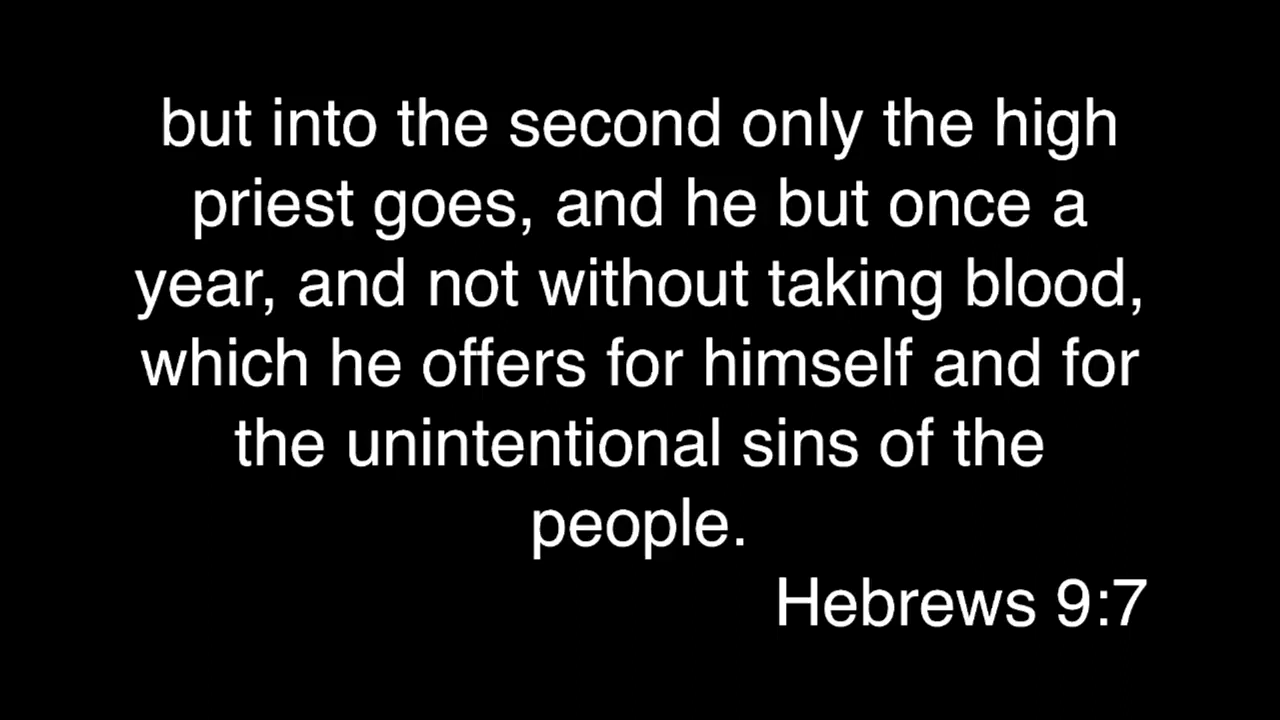 but into the second only the high
priest goes, and he but once a
year, and not without taking blood,
which he offers for himself and for
the unintentional sins of the
people.
Hebrews 9:7